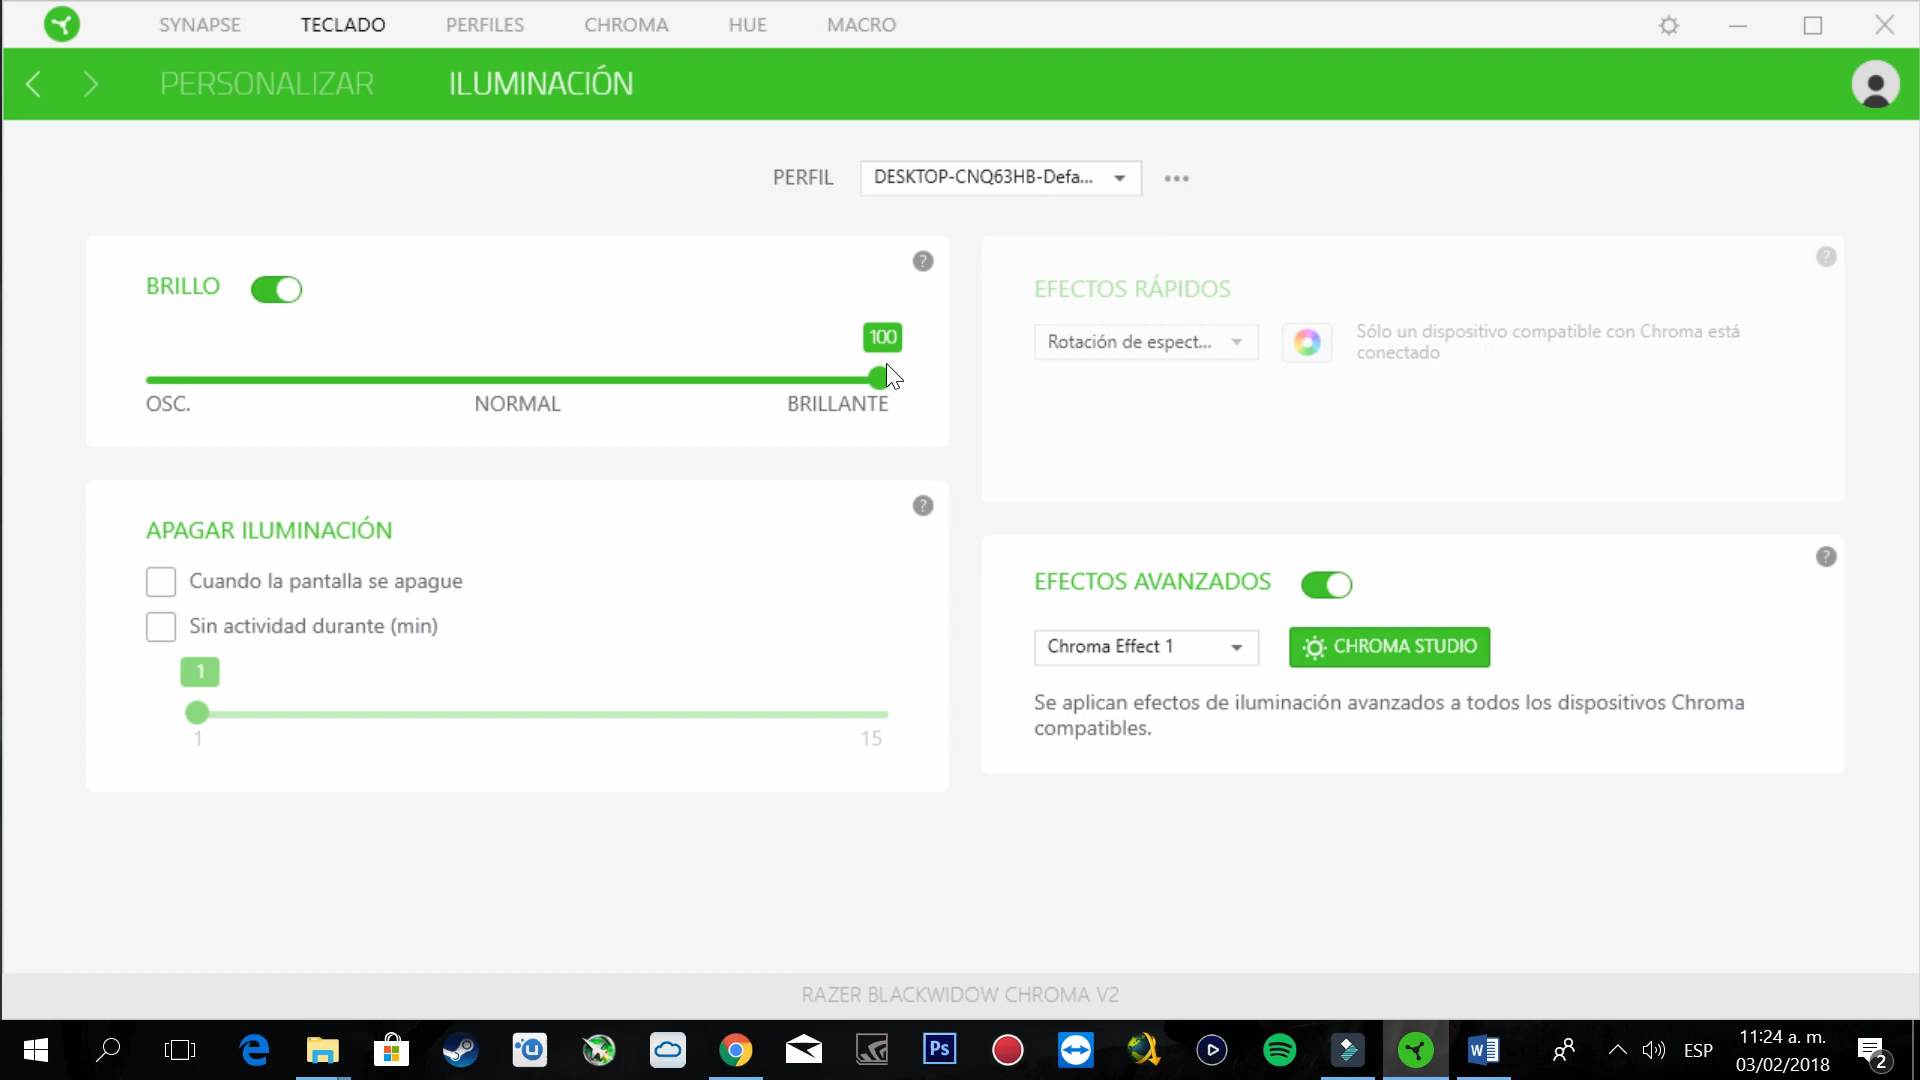 SYNAPSE TECLADO PERFILES CHROMA HUE MACRO
PERSONALIZAR ILUMINACIÓN
PERFIL DESKTOP-CNQ63HB-Defa...
BRILLO
100
OSC. NORMAL BRILLANTE
APAGAR ILUMINACIÓN
Cuando la pantalla se apague
Sin actividad durante (min)
1
1 15
EFECTOS RÁPIDOS
Rotación de espect...
Sólo un dispositivo compatible con Chroma está
conectado
EFECTOS AVANZADOS
Chroma Effect 1 CHROMA STUDIO
Se aplican efectos de iluminación avanzados a todos los dispositivos Chroma
compatibles.
RAZER BLACKWIDOW CHROMA V2
Ps
ESP
11:24 a. m.
03/02/2018
2